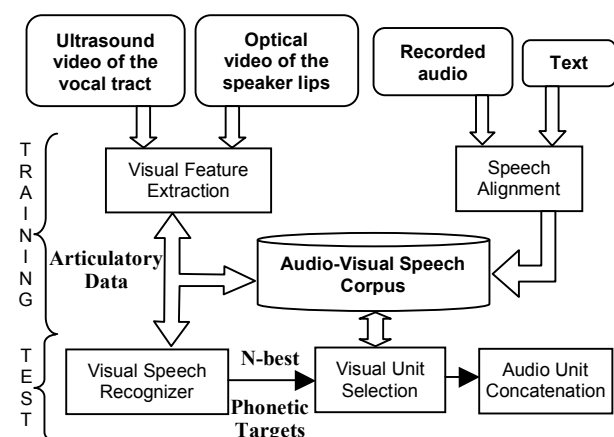 Ultrasound
video of the
vocal tract
Optical
video of the
speaker lips
Recorded
audio
Text
TRAINING
Visual Feature
Extraction
Speech
Alignment
Articulatory
Data
Audio-Visual Speech
Corpus
TEST
Visual Speech
Recognizer
N-best
Phonetic
Targets
Visual Unit
Selection
Audio Unit
Concatenation